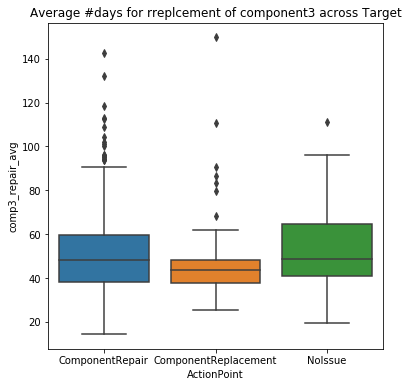 Average #days for rreplcement of component3 across Target
140
120
100
80
60
40
20
comp3_repair_avg
ComponentRepair
ComponentReplacement
NoIssue
ActionPoint